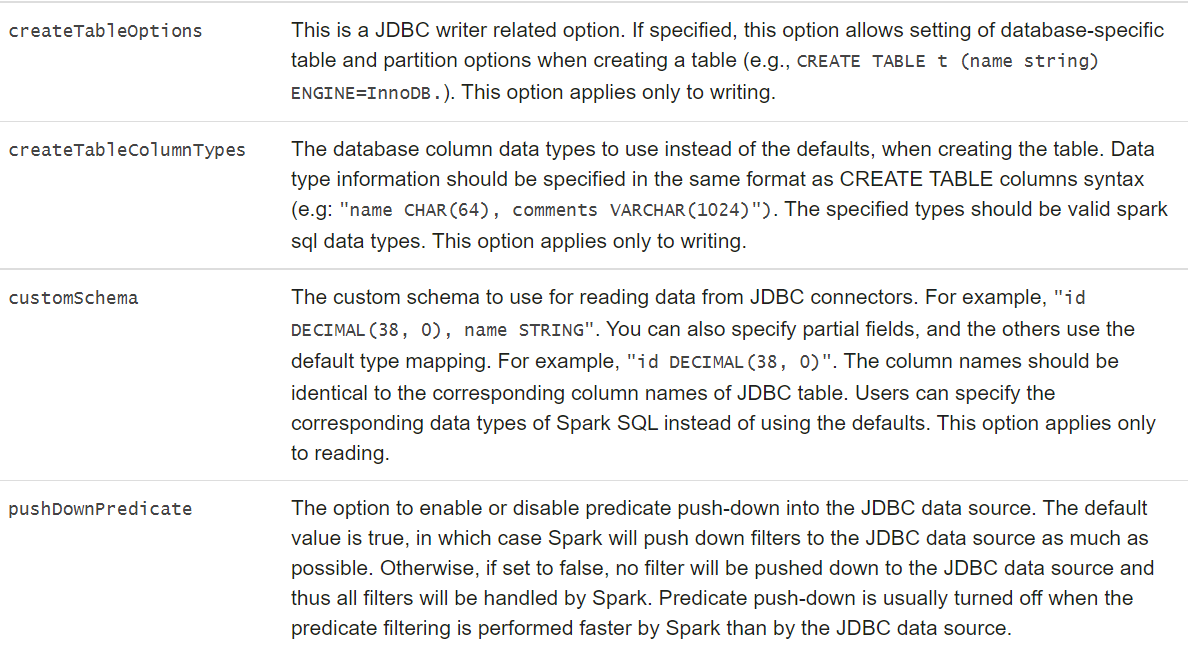 createTableOptions
This is a JDBC writer related option. If specified, this option allows setting of database-specific
table and partition options when creating a table (e.g., CREATE TABLE t (name string)
ENGINE=InnoDB.). This option applies only to writing.
createTableColumnTypes
The database column data types to use instead of the defaults, when creating the table. Data
type information should be specified in the same format as CREATE TABLE columns syntax
(e.g: "name CHAR(64), comments VARCHAR(1024)"). The specified types should be valid spark
sql data types. This option applies only to writing.
customSchema
The custom schema to use for reading data from JDBC connectors. For example, "id
DECIMAL(38, 0), name STRING". You can also specify partial fields, and the others use the
default type mapping. For example, "id DECIMAL(38, 0)". The column names should be
identical to the corresponding column names of JDBC table. Users can specify the
corresponding data types of Spark SQL instead of using the defaults. This option applies only
to reading.
pushDownPredicate
The option to enable or disable predicate push-down into the JDBC data source. The default
value is true, in which case Spark will push down filters to the JDBC data source as much as
possible. Otherwise, if set to false, no filter will be pushed down to the JDBC data source and
thus all filters will be handled by Spark. Predicate push-down is usually turned off when the
predicate filtering is performed faster by Spark than by the JDBC data source.